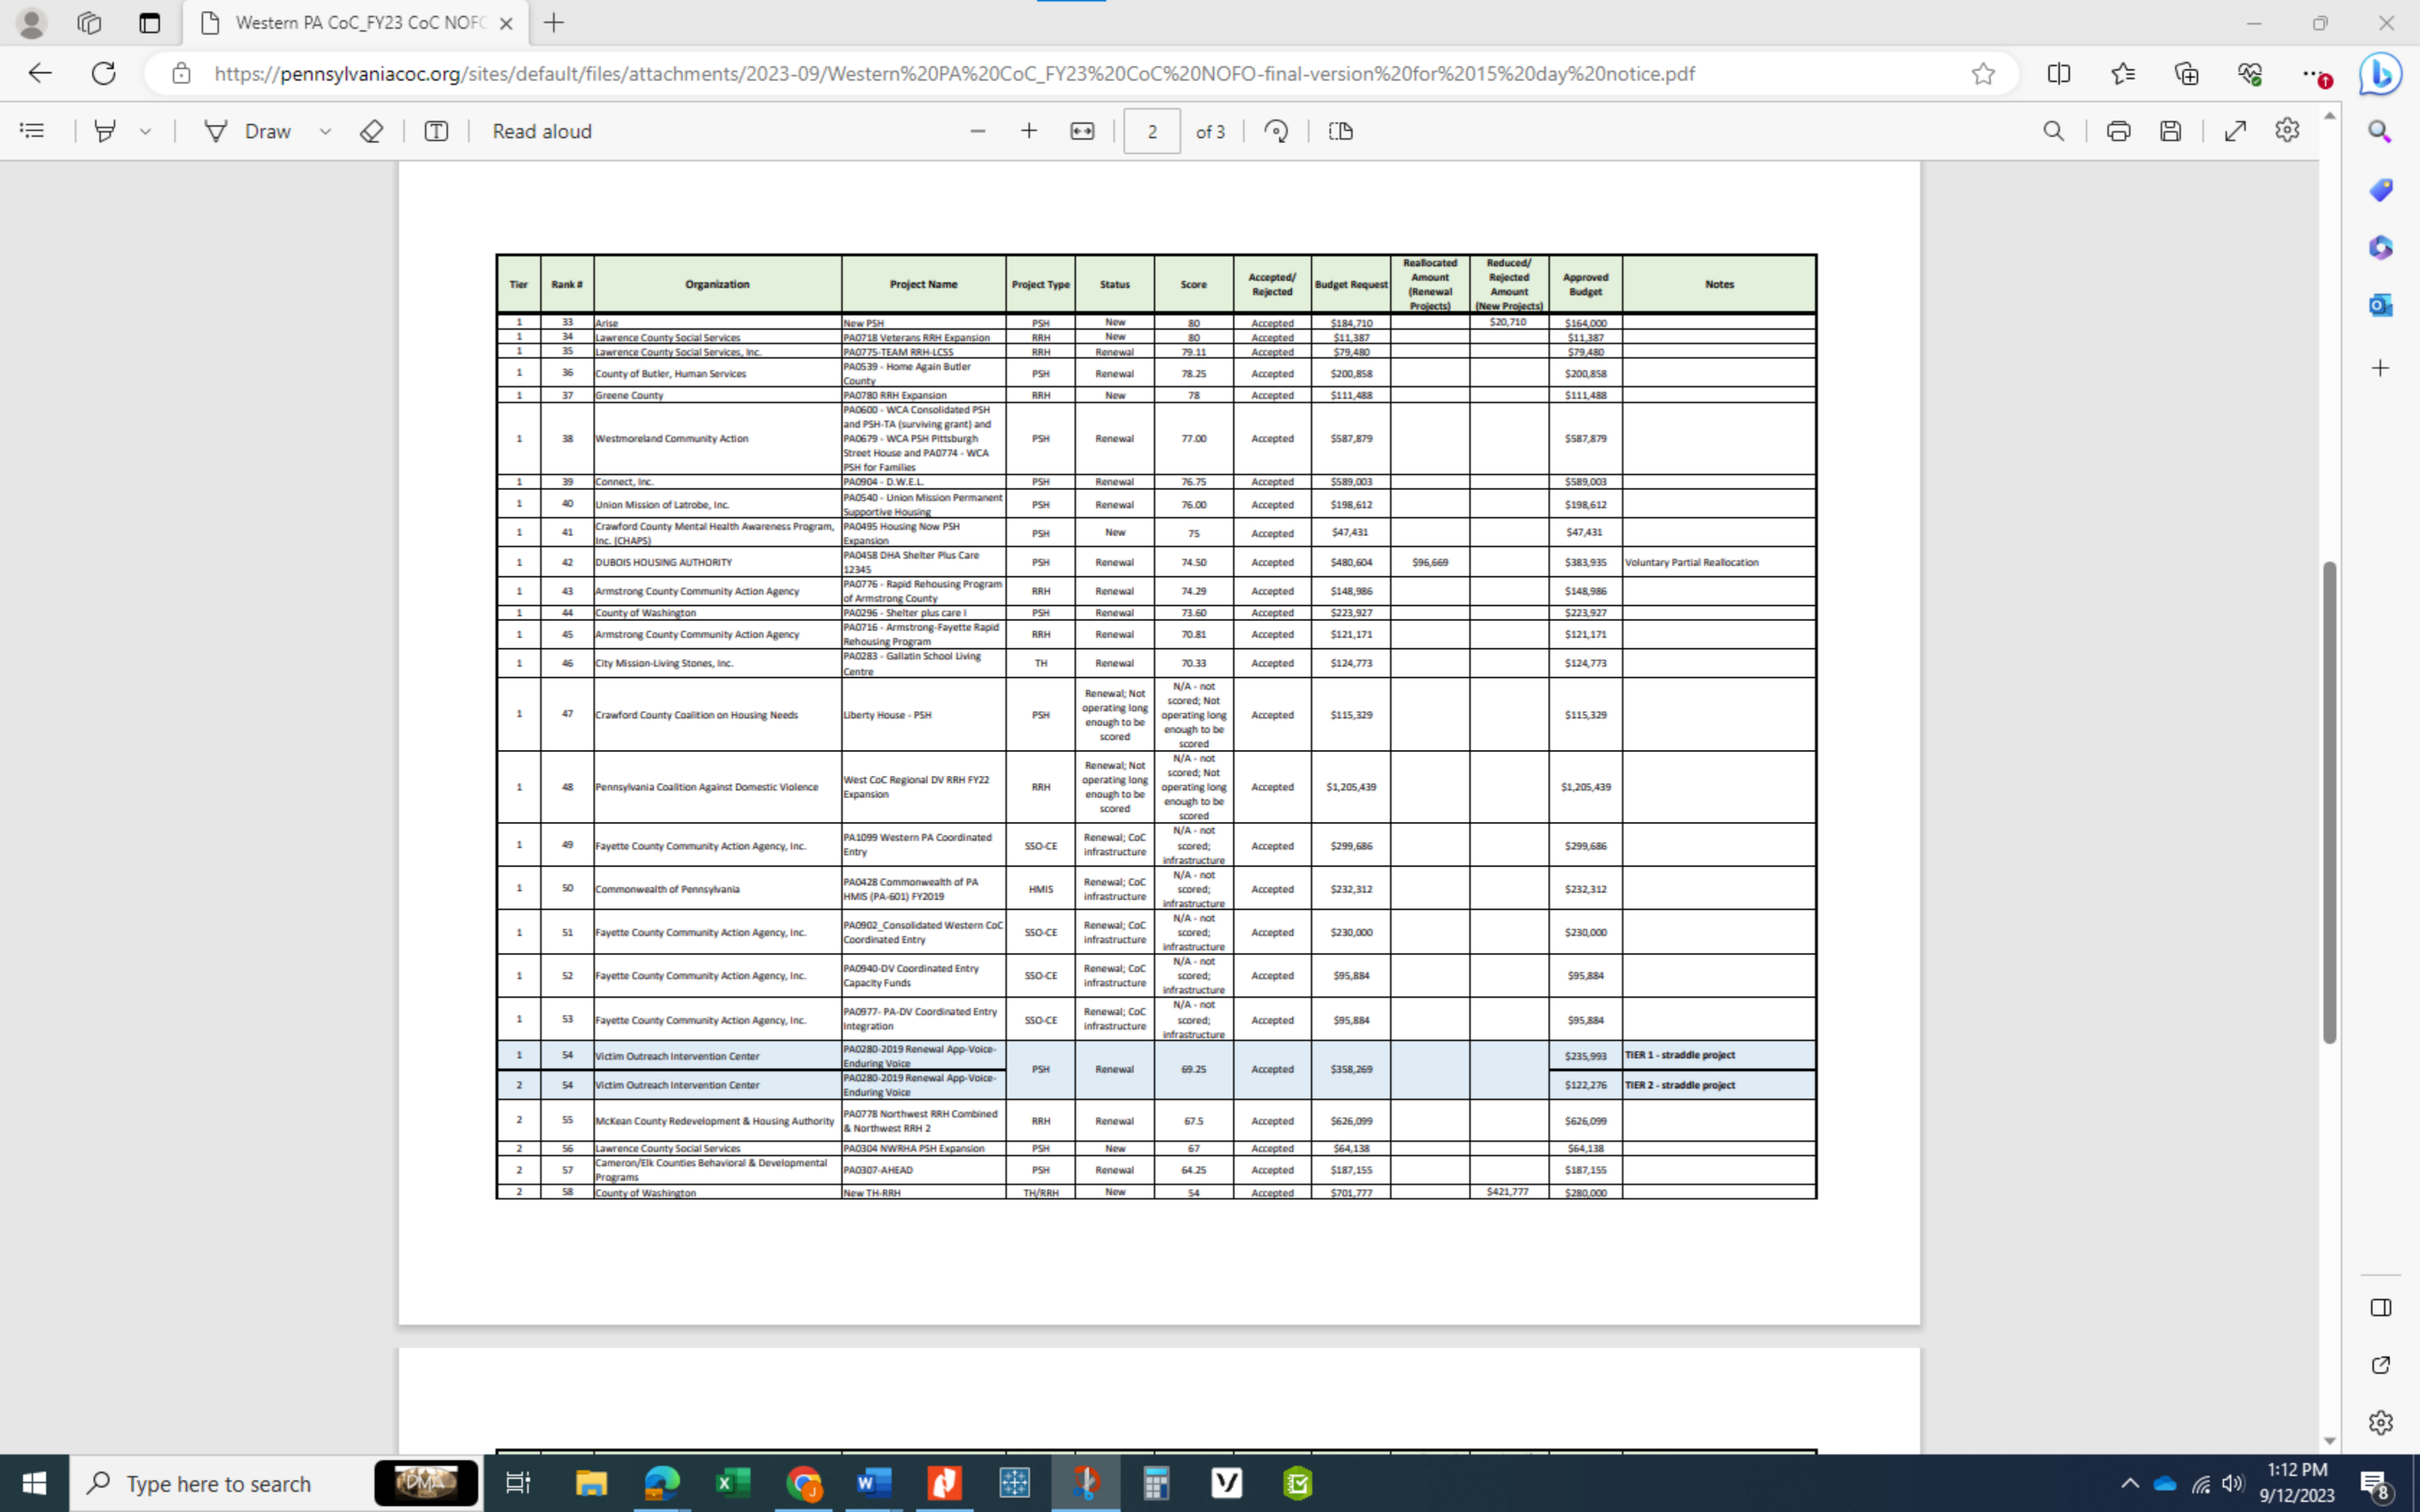 Western PA CoC_FY23 CoC NOFO
https://pennsylvaniacoc.org/sites/default/files/attachments/2023-09/Western%20PA%20CoC_FY23%20CoC%20NOFO-final-version%20for%2015%20day%20notice.pdf
Draw Read aloud 2 of 3
Tier Rank # Organization Project Name Project Type Status Score Accepted/ Rejected Budget Request Reallocated Amount (Renewal Projects) Reduced/ Rejected Amount (New Projects) Approved Budget Notes
1 33 Arise New PSH PSH New 80 Accepted $184,710 $20,710 $164,000
1 34 Lawrence County Social Services PA0718 Veterans RRH Expansion RRH New 80 Accepted $11,387 $11,387
1 35 Lawrence County Social Services, Inc. PA0775-TEAM RRH-LCSS RRH Renewal 79.11 Accepted $79,480 $79,480
1 36 County of Butler, Human Services PA0539 - Home Again Butler County PSH Renewal 78.25 Accepted $200,858 $200,858
1 37 Greene County PA0780 RRH Expansion RRH New 78 Accepted $111,488 $111,488
1 38 Westmoreland Community Action PA0600 - WCA Consolidated PSH and PSH-TA (surviving grant) and PA0679 - WCA PSH Pittsburgh Street House and PA0774 - WCA PSH for Families PSH Renewal 77.00 Accepted $587,879 $587,879
1 39 Connect, Inc. PA0904 - D.W.E.L. PSH Renewal 76.75 Accepted $589,003 $589,003
1 40 Union Mission of Latrobe, Inc. PA0540 - Union Mission Permanent Supportive Housing PSH Renewal 76.00 Accepted $198,612 $198,612
1 41 Crawford County Mental Health Awareness Program, Inc. (CHAPS) PA0495 Housing Now PSH Expansion PSH New 75 Accepted $47,431 $47,431
1 42 DUBOIS HOUSING AUTHORITY PA0458 DHA Shelter Plus Care 12345 PSH Renewal 74.50 Accepted $480,604 $96,669 $383,935 Voluntary Partial Reallocation
1 43 Armstrong County Community Action Agency PA0776 - Rapid Rehousing Program of Armstrong County RRH Renewal 74.29 Accepted $148,986 $148,986
1 44 County of Washington PA0296 - Shelter plus care I PSH Renewal 73.60 Accepted $223,927 $223,927
1 45 Armstrong County Community Action Agency PA0716 - Armstrong-Fayette Rapid Rehousing Program RRH Renewal 70.81 Accepted $121,171 $121,171
1 46 City Mission-Living Stones, Inc. PA0283 - Gallatin School Living Centre TH Renewal 70.33 Accepted $124,773 $124,773
1 47 Crawford County Coalition on Housing Needs Liberty House - PSH PSH Renewal; Not operating long enough to be scored N/A - not scored; Not operating long enough to be scored Accepted $115,329 $115,329
1 48 Pennsylvania Coalition Against Domestic Violence West CoC Regional DV RRH FY22 Expansion RRH Renewal; Not operating long enough to be scored N/A - not scored; Not operating long enough to be scored Accepted $1,205,439 $1,205,439
1 49 Fayette County Community Action Agency, Inc. PA1099 Western PA Coordinated Entry SSO-CE Renewal; CoC infrastructure N/A - not scored; infrastructure Accepted $299,686 $299,686
1 50 Commonwealth of Pennsylvania PA0428 Commonwealth of PA HMIS (PA-601) FY2019 HMIS Renewal; CoC infrastructure N/A - not scored; infrastructure Accepted $232,312 $232,312
1 51 Fayette County Community Action Agency, Inc. PA0902_Consolidated Western CoC Coordinated Entry SSO-CE Renewal; CoC infrastructure N/A - not scored; infrastructure Accepted $230,000 $230,000
1 52 Fayette County Community Action Agency, Inc. PA0940-DV Coordinated Entry Capacity Funds SSO-CE Renewal; CoC infrastructure N/A - not scored; infrastructure Accepted $95,884 $95,884
1 53 Fayette County Community Action Agency, Inc. PA0977- PA-DV Coordinated Entry Integration SSO-CE Renewal; CoC infrastructure N/A - not scored; infrastructure Accepted $95,884 $95,884
1 54 Victim Outreach Intervention Center PA0280-2019 Renewal App-Voice-Enduring Voice PSH Renewal 69.25 Accepted $358,269 $235,993 TIER 1 - straddle project
2 54 Victim Outreach Intervention Center PA0280-2019 Renewal App-Voice-Enduring Voice $122,276 TIER 2 - straddle project
2 55 McKean County Redevelopment & Housing Authority PA0778 Northwest RRH Combined & Northwest RRH 2 RRH Renewal 67.5 Accepted $626,099 $626,099
2 56 Lawrence County Social Services PA0304 NWRHA PSH Expansion PSH New 67 Accepted $64,138 $64,138
2 57 Cameron/Elk Counties Behavioral & Developmental Programs PA0307-AHEAD PSH Renewal 64.25 Accepted $187,155 $187,155
2 58 County of Washington New TH-RRH TH/RRH New 54 Accepted $701,777 $421,777 $280,000
Type here to search
DMA
1:12 PM
9/12/2023
8